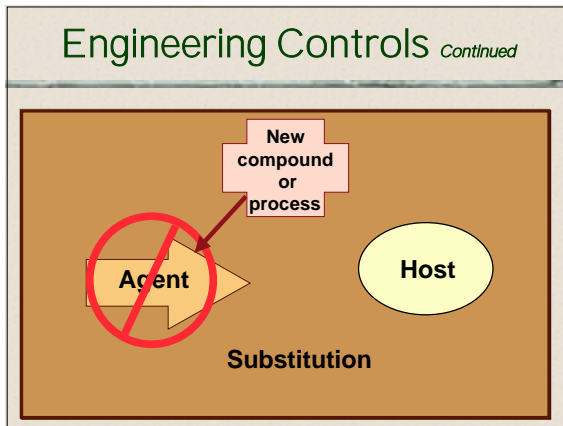 Engineering Controls Continued
New
compound
or
process
Agent
Host
Substitution